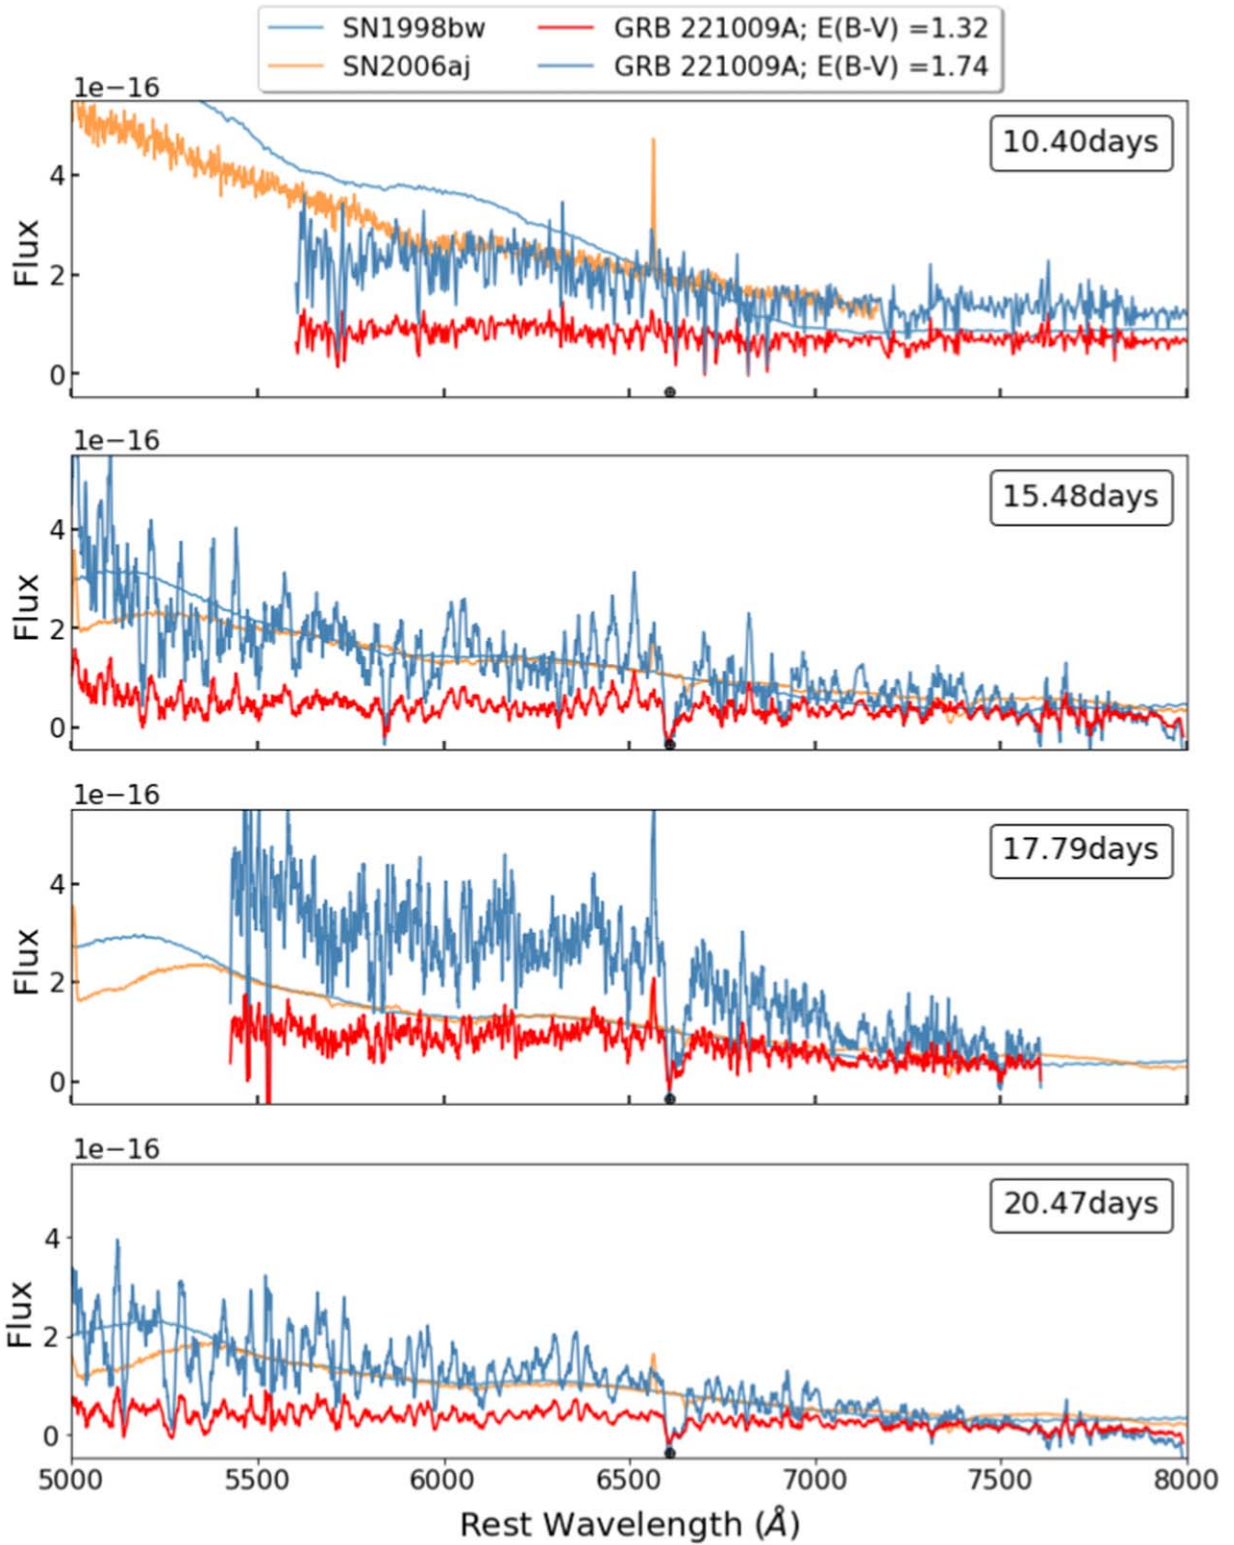 SN1998bw GRB 221009A; E(B-V) =1.32
SN2006aj GRB 221009A; E(B-V) =1.74
1e−16
10.40days
4
2
0
Flux
1e−16
15.48days
4
2
0
Flux
1e−16
17.79days
4
2
0
Flux
1e−16
20.47days
4
2
0
Flux
5000 5500 6000 6500 7000 7500 8000
Rest Wavelength (Å)